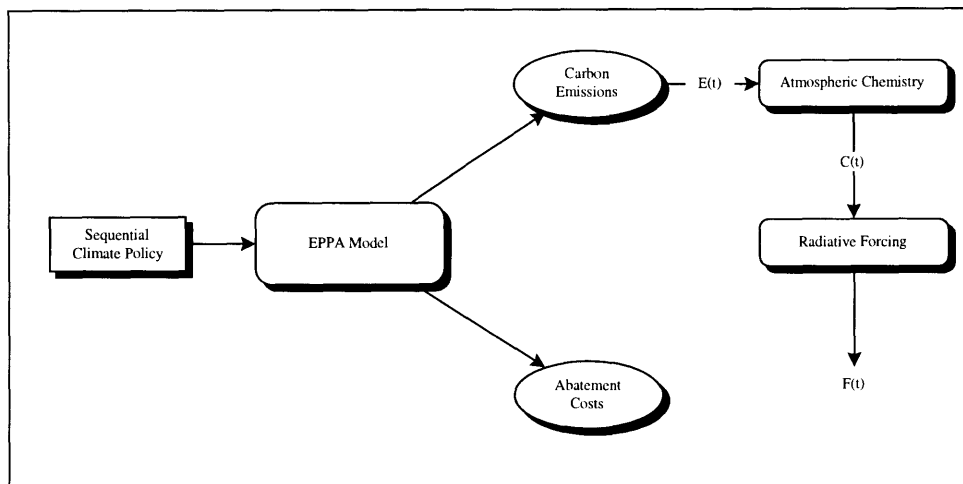 Carbon
Emissions
E(t)
Atmospheric Chemistry
C(t)
Sequential
Climate Policy
EPPA Model
Radiative Forcing
Abatement
Costs
F(t)